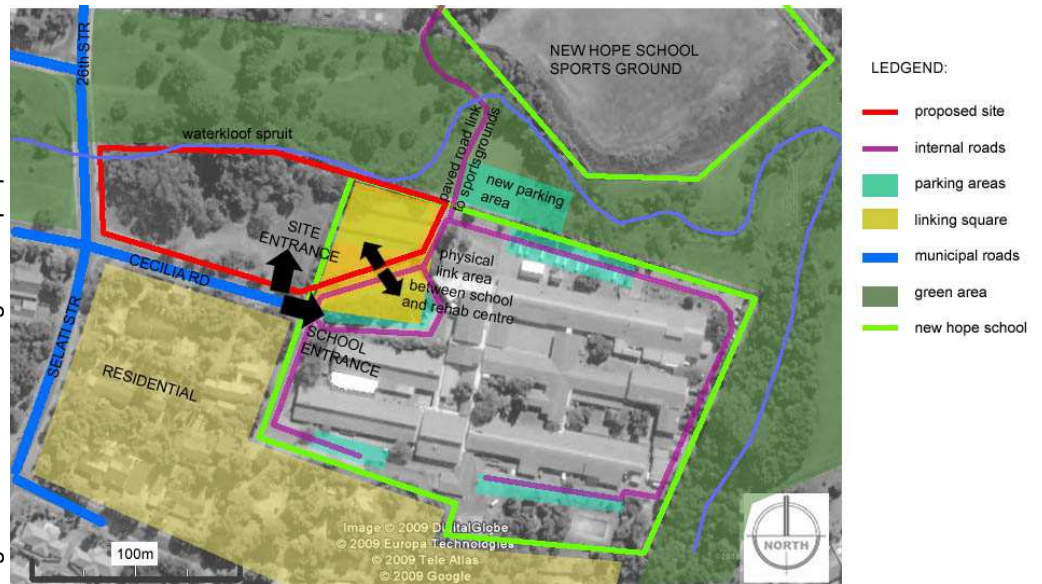 26th STR
NEW HOPE SCHOOL
SPORTS GROUND
waterkloof spruit
paved road link
to sportsgrounds
new parking
area
SITE
ENTRANCE
CECILIA RD
physical
link area
between school
and rehab centre
SCHOOL
ENTRANCE
SELATI STR
RESIDENTIAL
100m
Image © 2009 DigitalGlobe
© 2009 Europa Technologies
© 2009 Tele Atlas
© 2009 Google
NORTH
LEDGEND:
proposed site
internal roads
parking areas
linking square
municipal roads
green area
new hope school